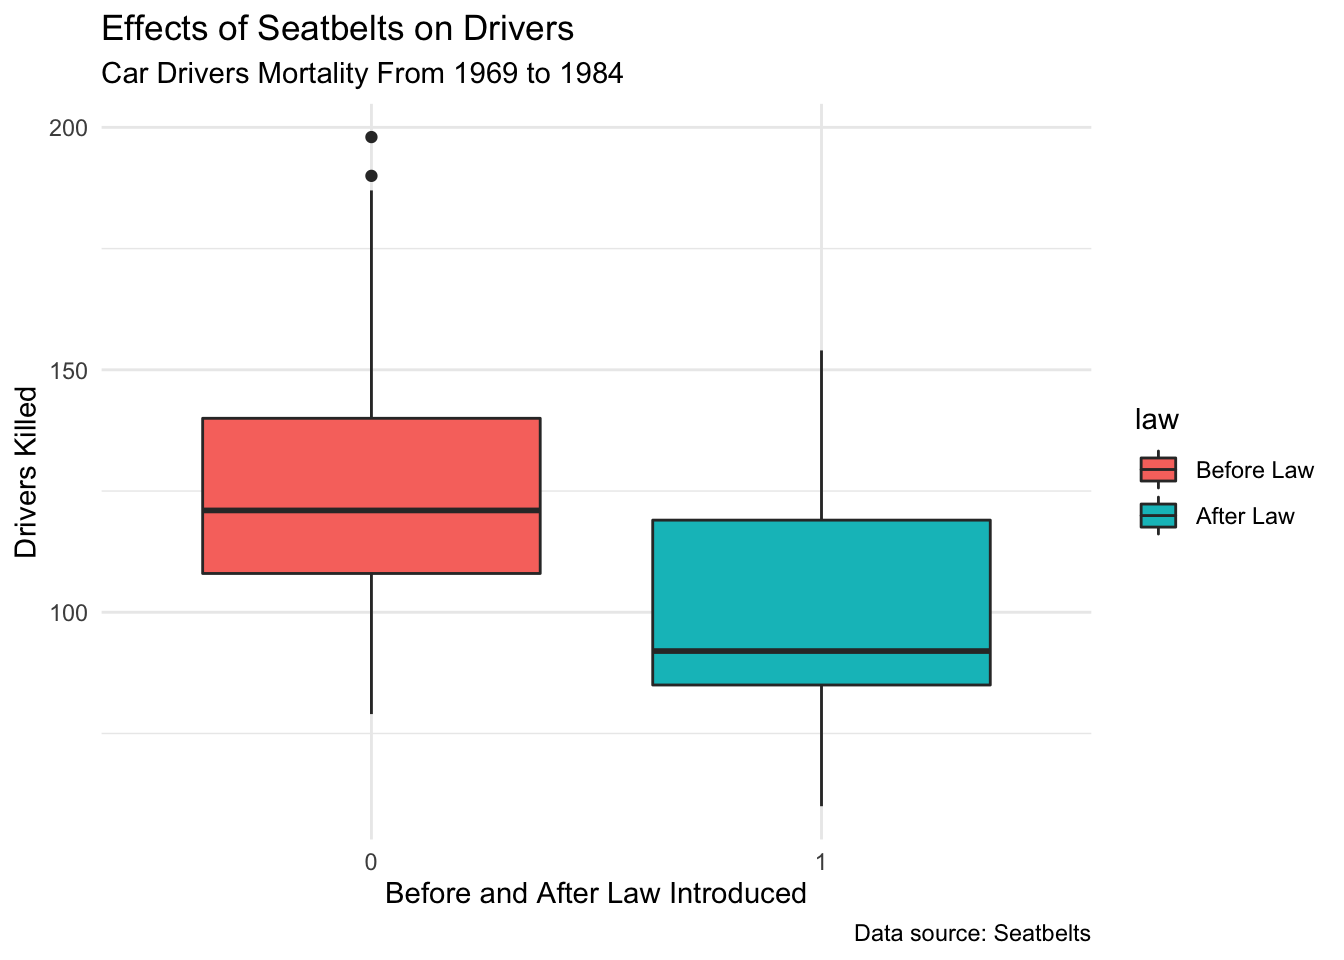 Effects of Seatbelts on Drivers
Car Drivers Mortality From 1969 to 1984
200
150
100
Drivers Killed
0
1
Before and After Law Introduced
law
Before Law
After Law
Data source: Seatbelts